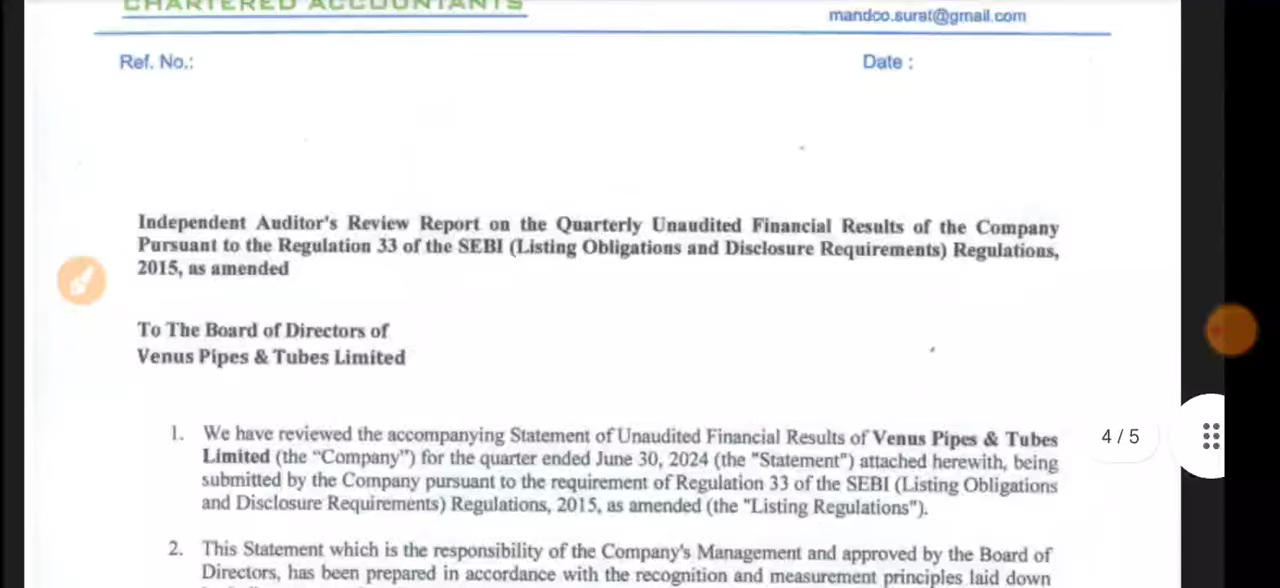 CHARTERED ACCOUNTANTS
mandco.surat@gmail.com
Ref. No.:
Date :
Independent Auditor's Review Report on the Quarterly Unaudited Financial Results of the Company
Pursuant to the Regulation 33 of the SEBI (Listing Obligations and Disclosure Requirements) Regulations,
2015, as amended
To The Board of Directors of
Venus Pipes & Tubes Limited
1. We have reviewed the accompanying Statement of Unaudited Financial Results of Venus Pipes & Tubes
Limited (the “Company”) for the quarter ended June 30, 2024 (the "Statement") attached herewith, being
submitted by the Company pursuant to the requirement of Regulation 33 of the SEBI (Listing Obligations
and Disclosure Requirements) Regulations, 2015, as amended (the "Listing Regulations").
4 / 5
2. This Statement which is the responsibility of the Company's Management and approved by the Board of
Directors, has been prepared in accordance with the recognition and measurement principles laid down